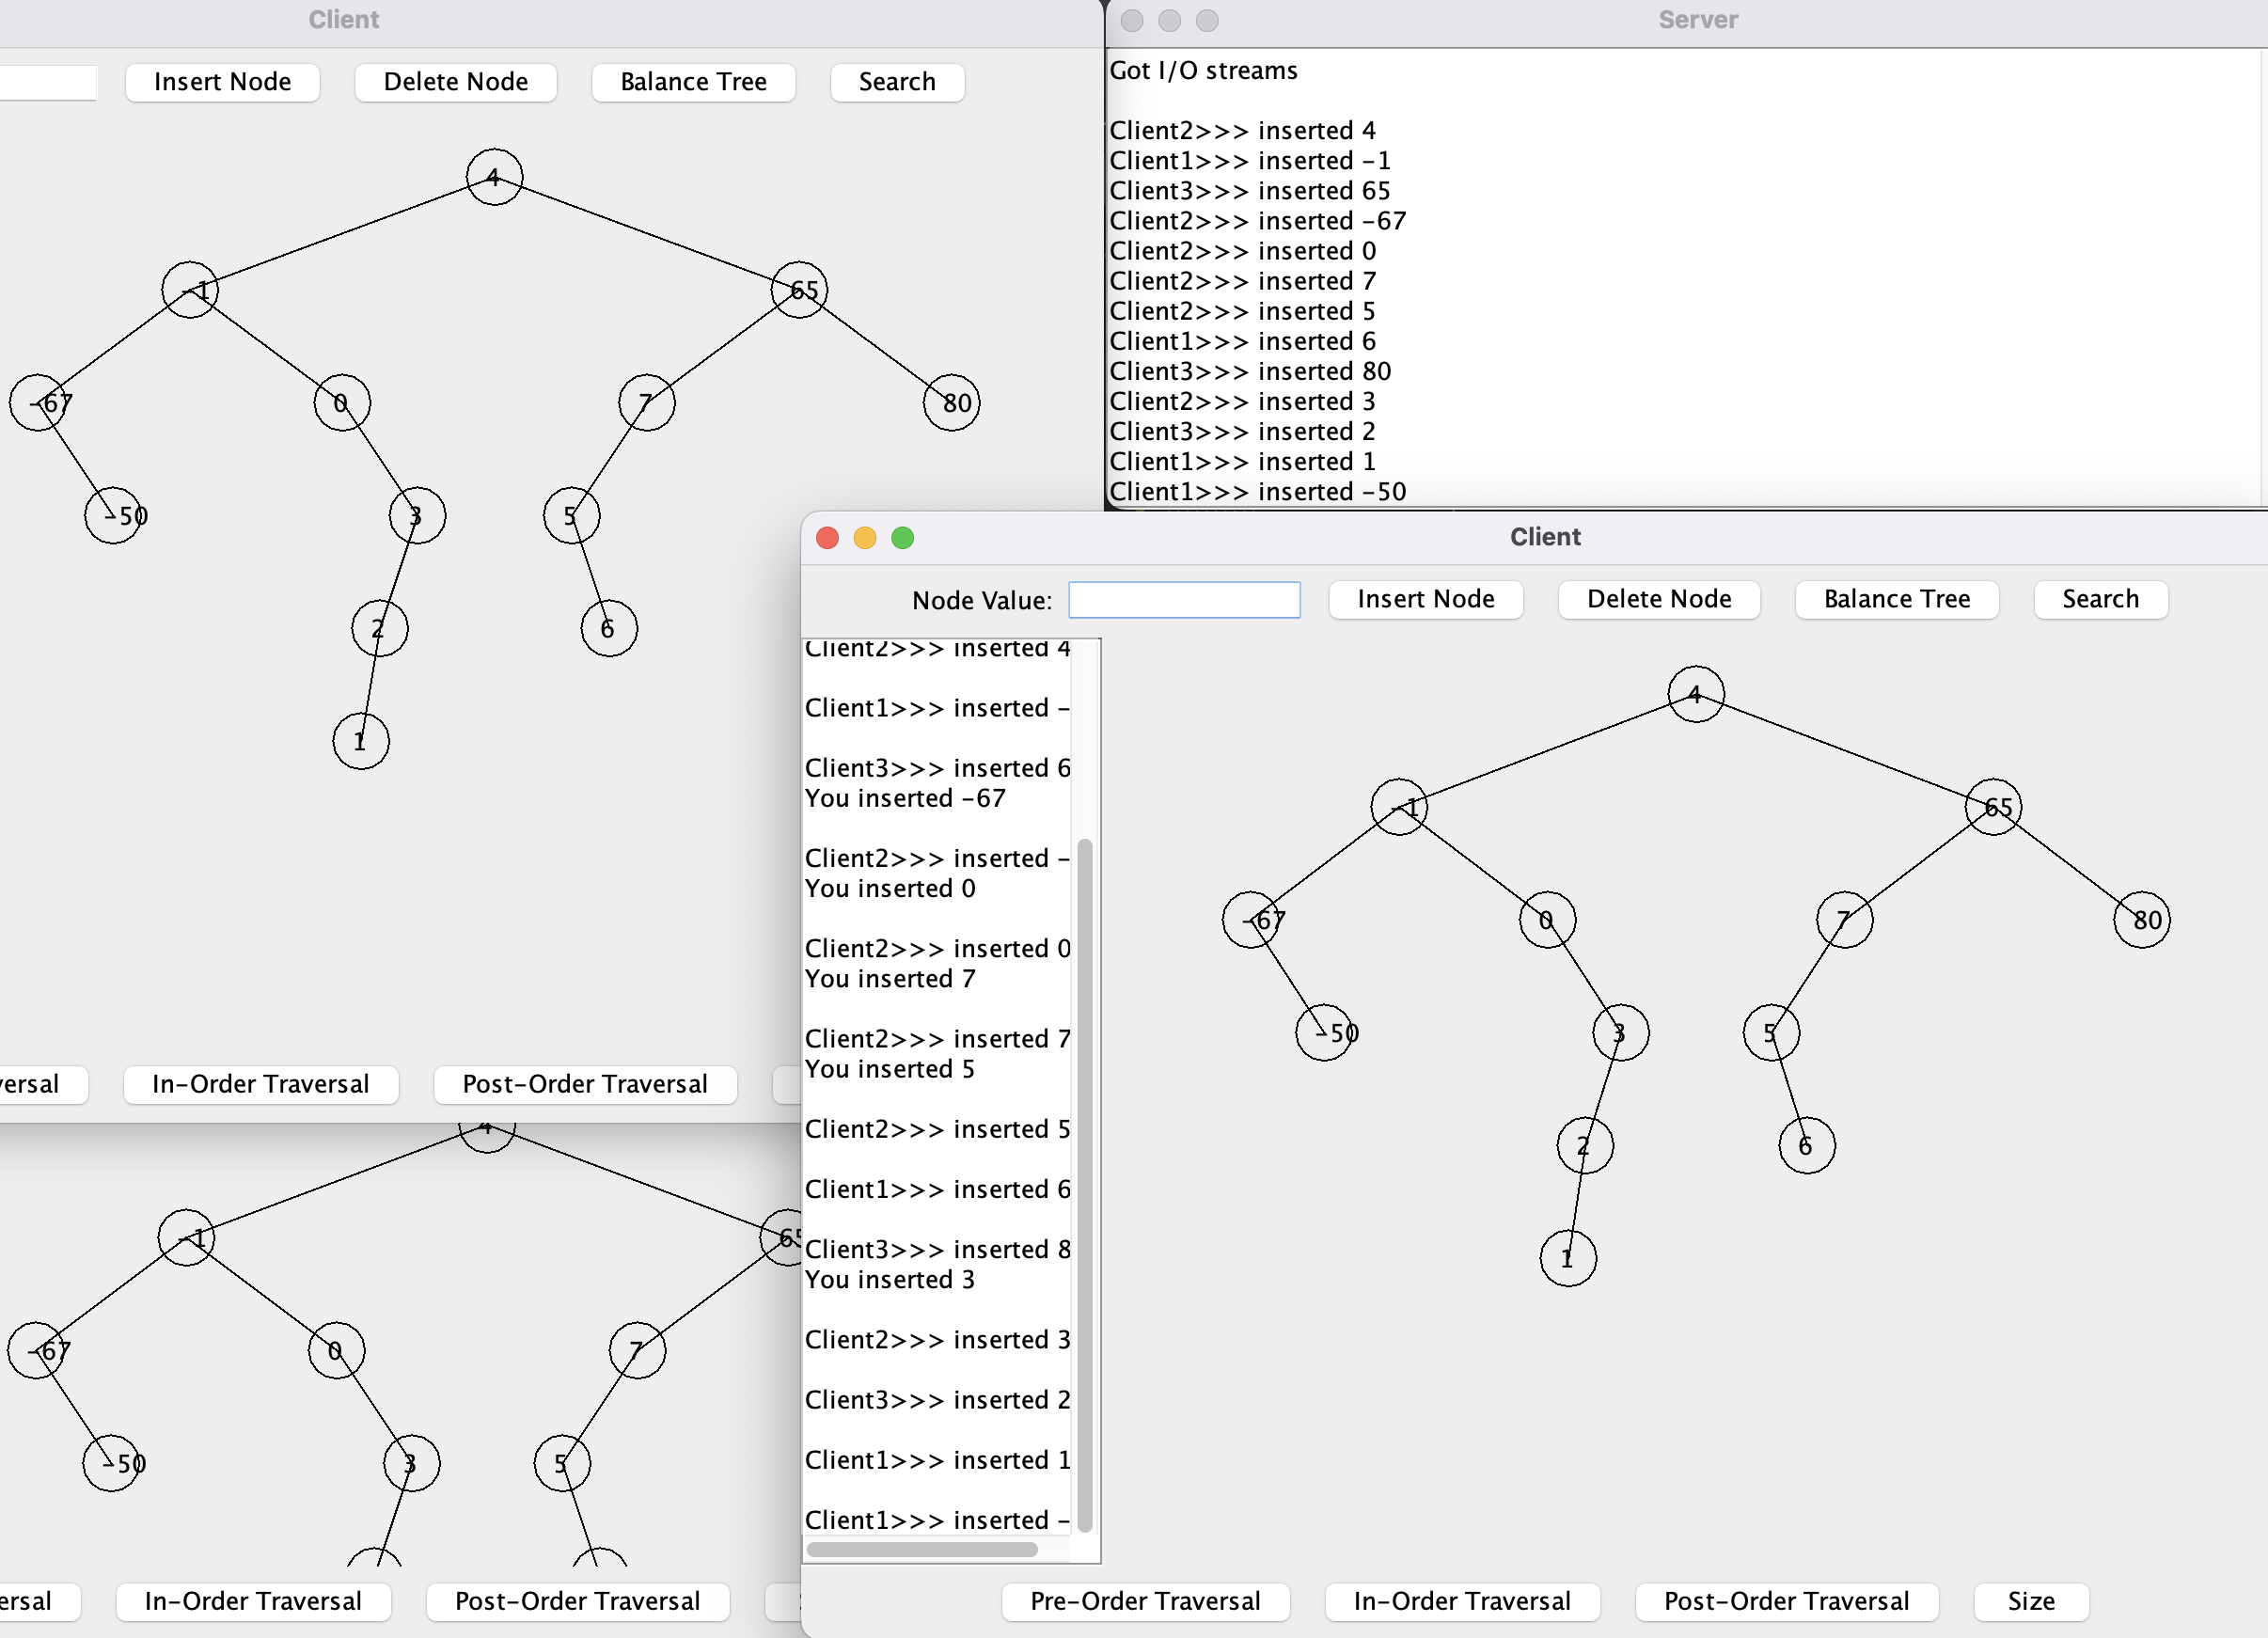 Client
Insert Node Delete Node Balance Tree Search
4
-1 65
-67 0 7 80
-50 3 5
2 6
1
In-Order Traversal Post-Order Traversal
Server
Got I/O streams
Client2>>> inserted 4
Client1>>> inserted -1
Client3>>> inserted 65
Client2>>> inserted -67
Client2>>> inserted 0
Client2>>> inserted 7
Client2>>> inserted 5
Client1>>> inserted 6
Client3>>> inserted 80
Client2>>> inserted 3
Client3>>> inserted 2
Client1>>> inserted 1
Client1>>> inserted -50
4
-1 65
-67 0 7
-50 3 5
In-Order Traversal Post-Order Traversal
Client
Node Value: Insert Node Delete Node Balance Tree Search
Client2>>> inserted 4
Client1>>> inserted -
Client3>>> inserted 6
You inserted -67
Client2>>> inserted -
You inserted 0
Client2>>> inserted 0
You inserted 7
Client2>>> inserted 7
You inserted 5
Client2>>> inserted 5
Client1>>> inserted 6
Client3>>> inserted 8
You inserted 3
Client2>>> inserted 3
Client3>>> inserted 2
Client1>>> inserted 1
Client1>>> inserted -
4
-1 65
-67 0 7 80
-50 3 5
2 6
1
Pre-Order Traversal In-Order Traversal Post-Order Traversal Size